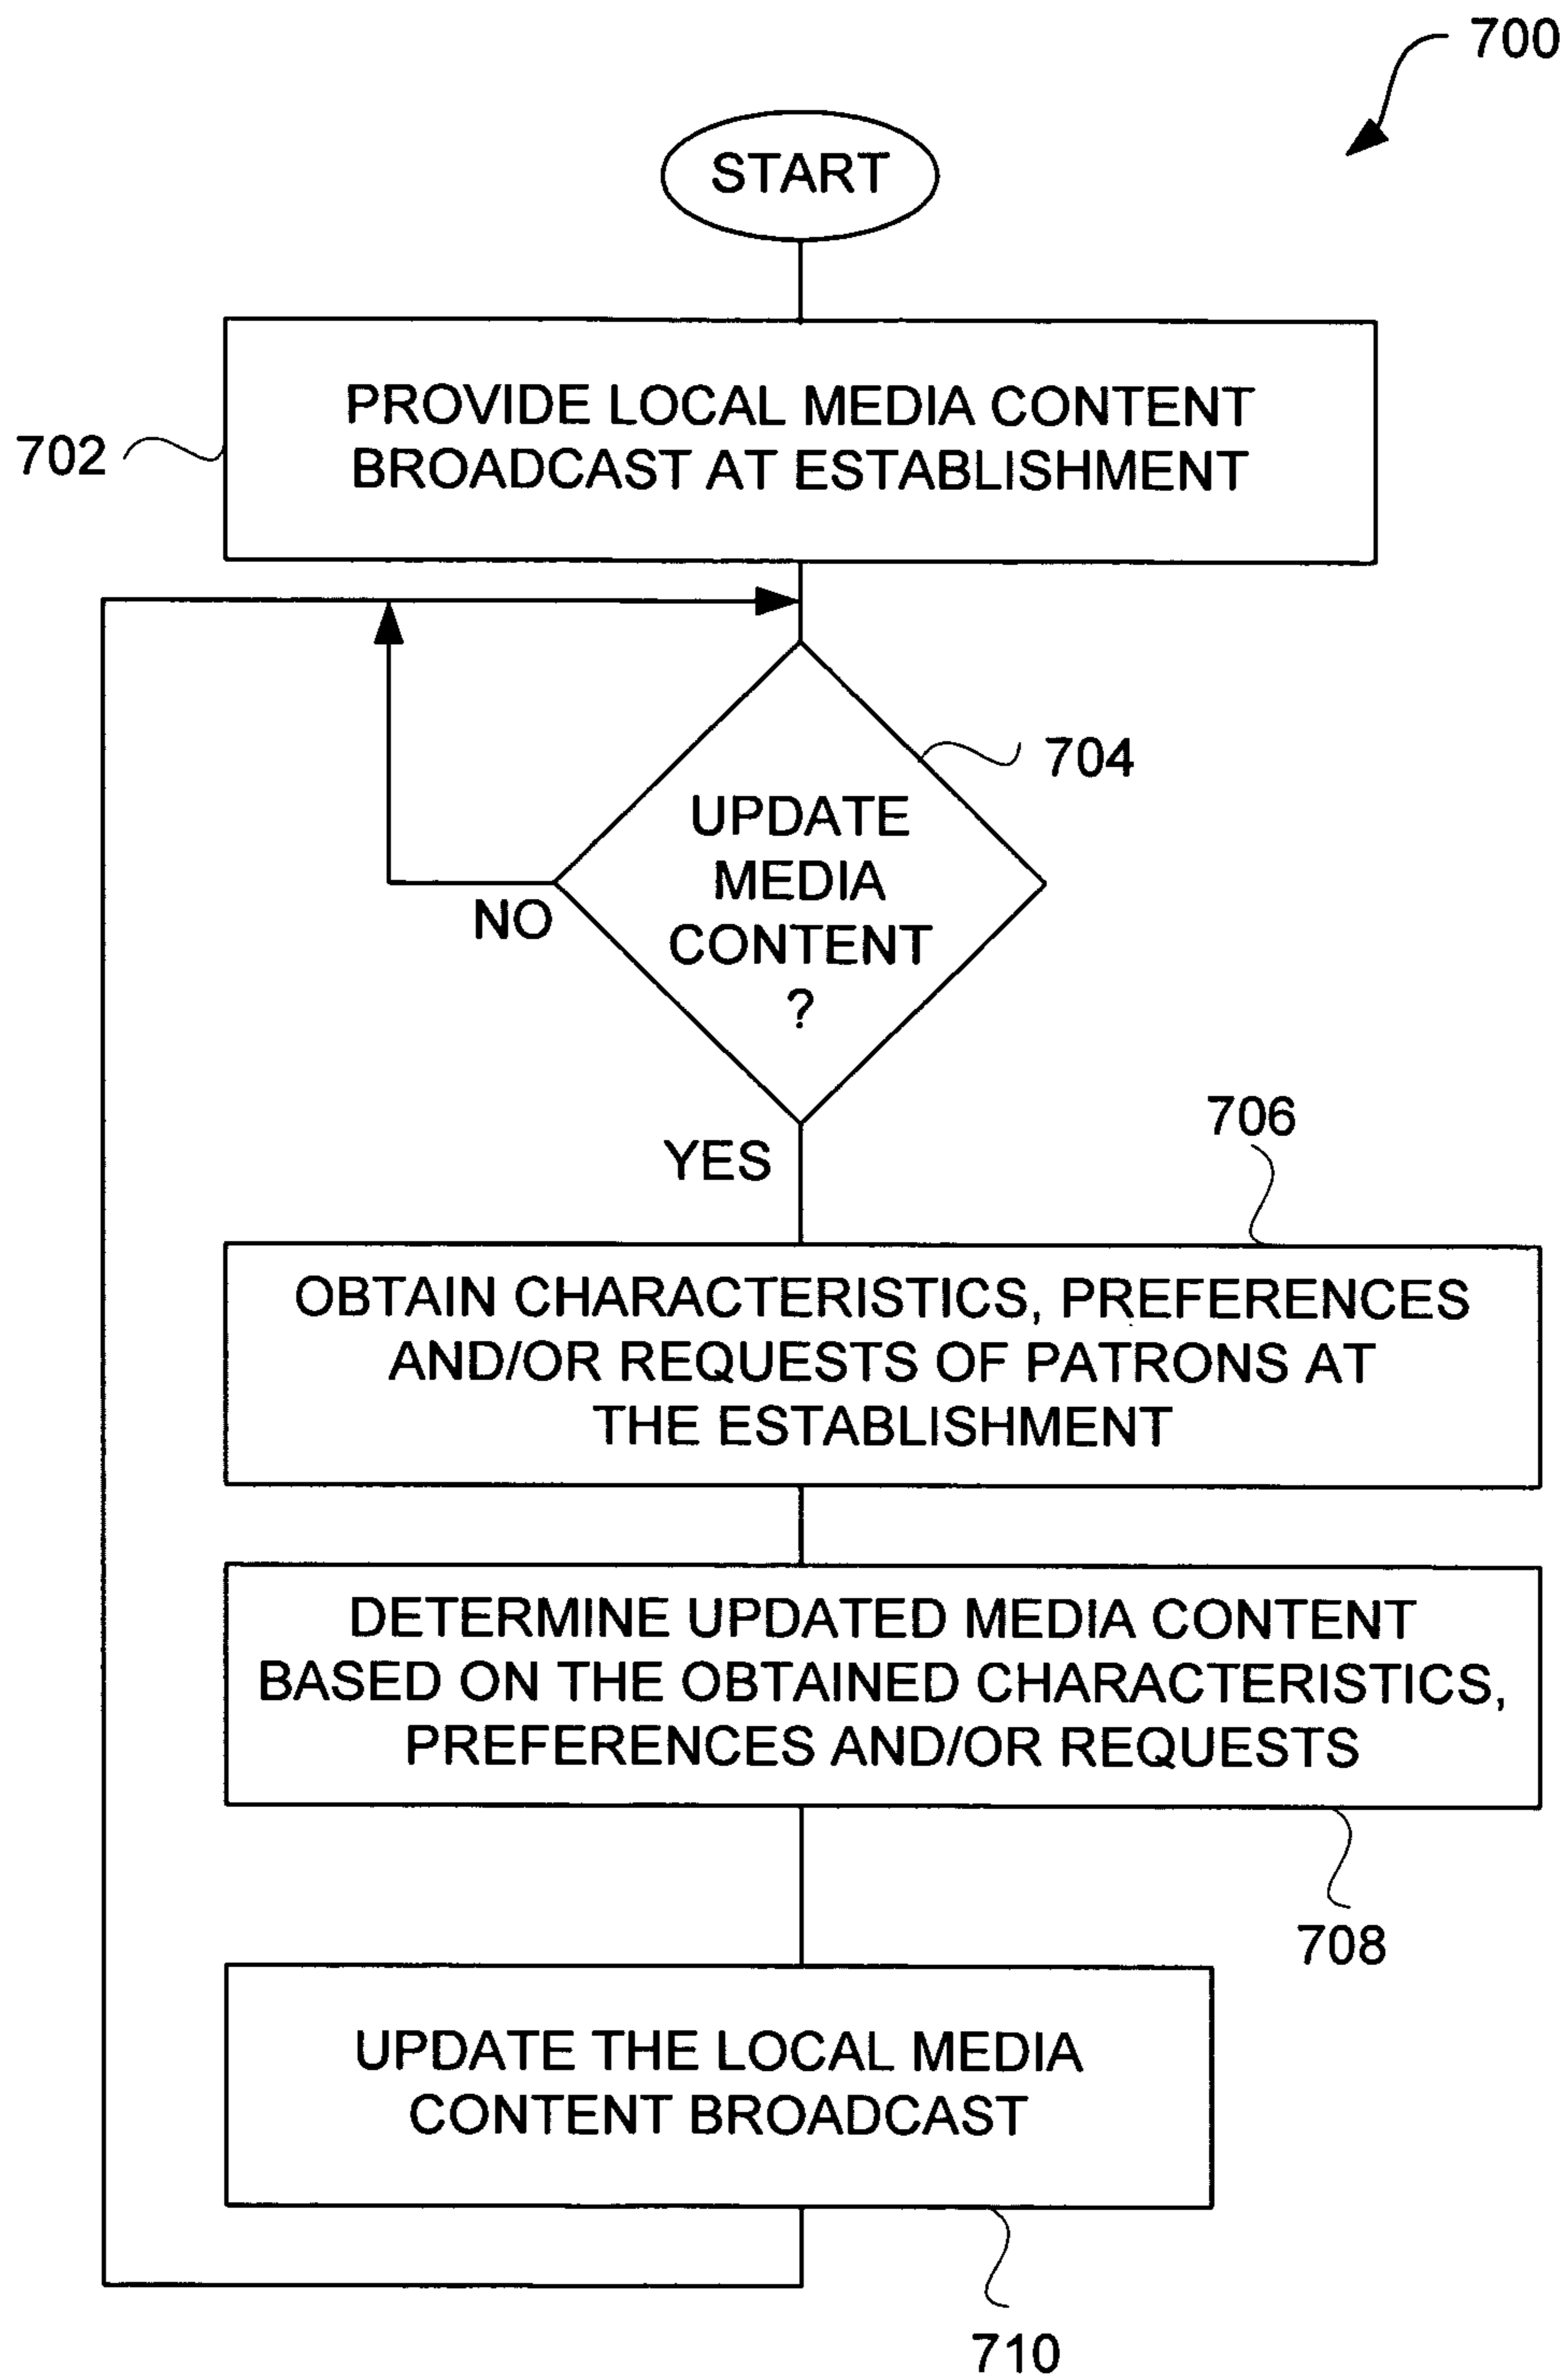 700
START
PROVIDE LOCAL MEDIA CONTENT
BROADCAST AT ESTABLISHMENT
702
704
UPDATE
MEDIA
CONTENT
?
NO
YES
706
OBTAIN CHARACTERISTICS, PREFERENCES
AND/OR REQUESTS OF PATRONS AT
THE ESTABLISHMENT
DETERMINE UPDATED MEDIA CONTENT
BASED ON THE OBTAINED CHARACTERISTICS,
PREFERENCES AND/OR REQUESTS
708
UPDATE THE LOCAL MEDIA
CONTENT BROADCAST
710